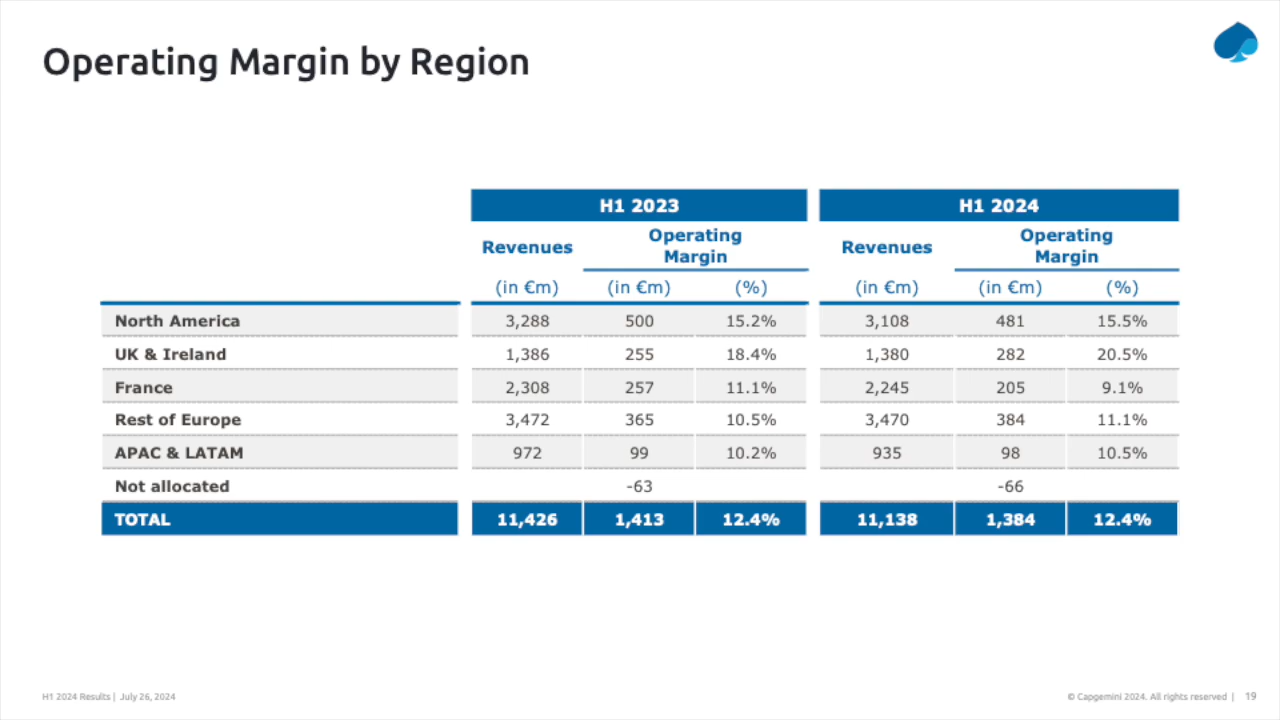 Operating Margin by Region
H1 2023 H1 2024
Revenues Operating Margin Revenues Operating Margin
(in €m) (in €m) (%) (in €m) (in €m) (%)
North America 3,288 500 15.2% 3,108 481 15.5%
UK & Ireland 1,386 255 18.4% 1,380 282 20.5%
France 2,308 257 11.1% 2,245 205 9.1%
Rest of Europe 3,472 365 10.5% 3,470 384 11.1%
APAC & LATAM 972 99 10.2% 935 98 10.5%
Not allocated -63 -66
TOTAL 11,426 1,413 12.4% 11,138 1,384 12.4%
H1 2024 Results | July 26, 2024
© Capgemini 2024. All rights reserved | 19